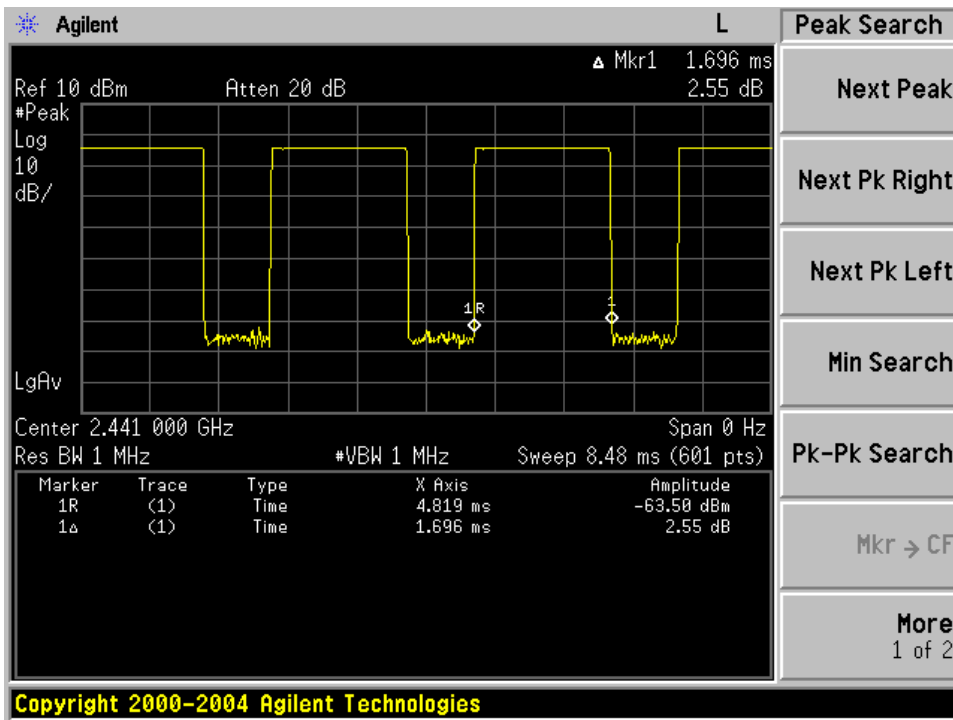 Agilent L Peak Search
▵ Mkr1 1.696 ms
Ref 10 dBm Atten 20 dB 2.55 dB
#Peak
Log
10
dB/
1R
1
LgAv
Center 2.441 000 GHz Span 0 Hz
Res BW 1 MHz #VBW 1 MHz Sweep 8.48 ms (601 pts)
Marker Trace Type X Axis Amplitude
1R (1) Time 4.819 ms -63.50 dBm
1▵ (1) Time 1.696 ms 2.55 dB
Next Peak
Next Pk Right
Next Pk Left
Min Search
Pk-Pk Search
Mkr → CF
More
1 of 2
Copyright 2000-2004 Agilent Technologies